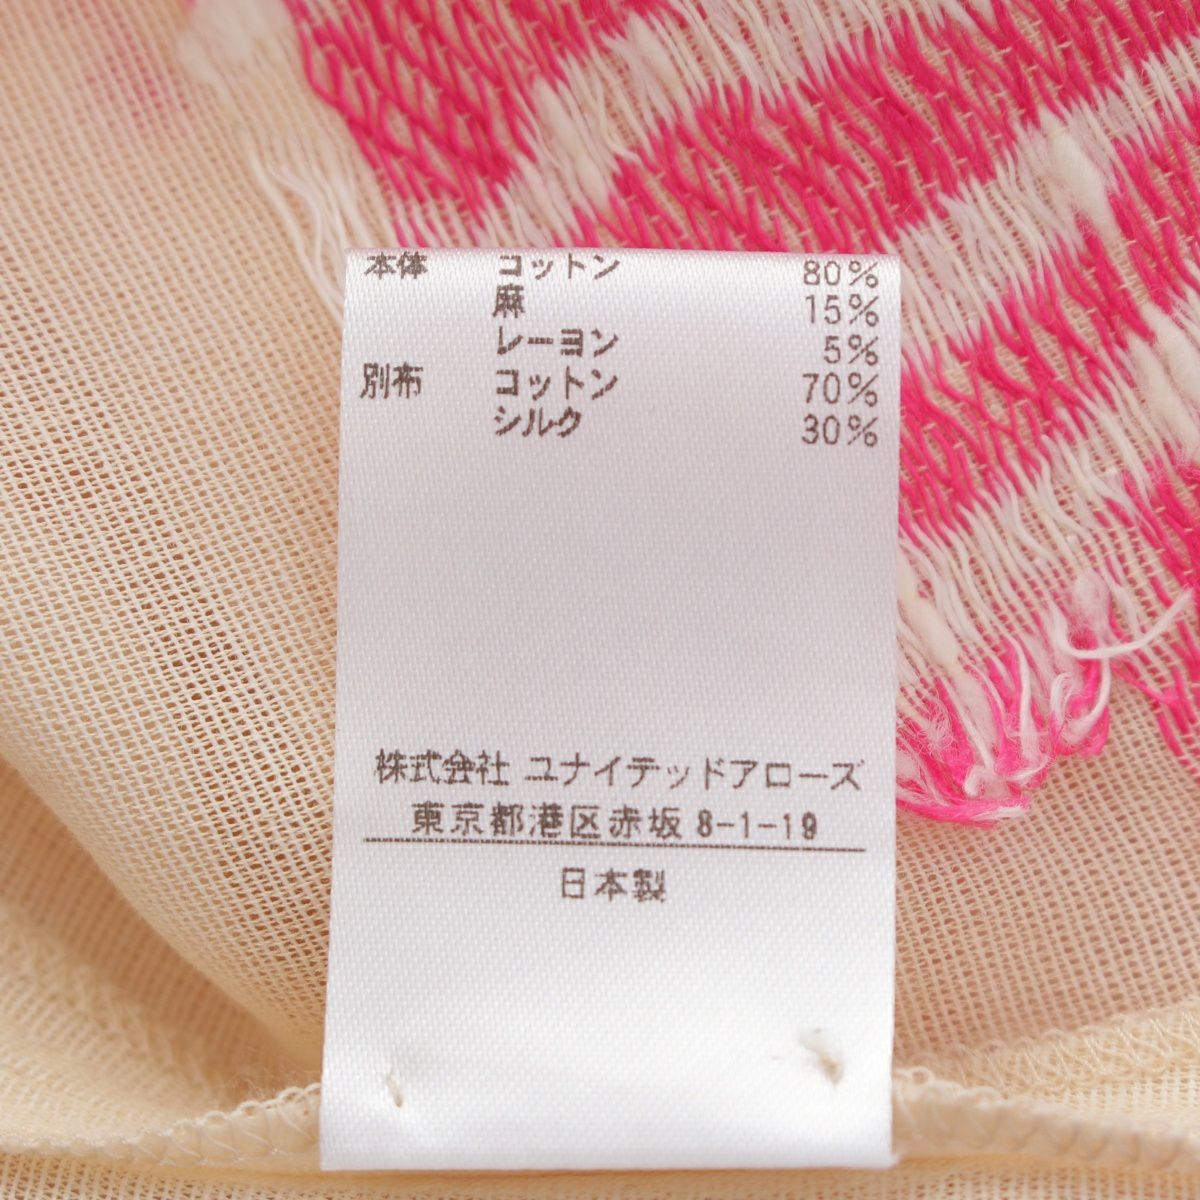 本体 コットン 80%
麻 15%
レーヨン 5%
別布 コットン 70%
シルク 30%
株式会社 ユナイテッドアローズ
東京都港区赤坂 8-1-19
日本製